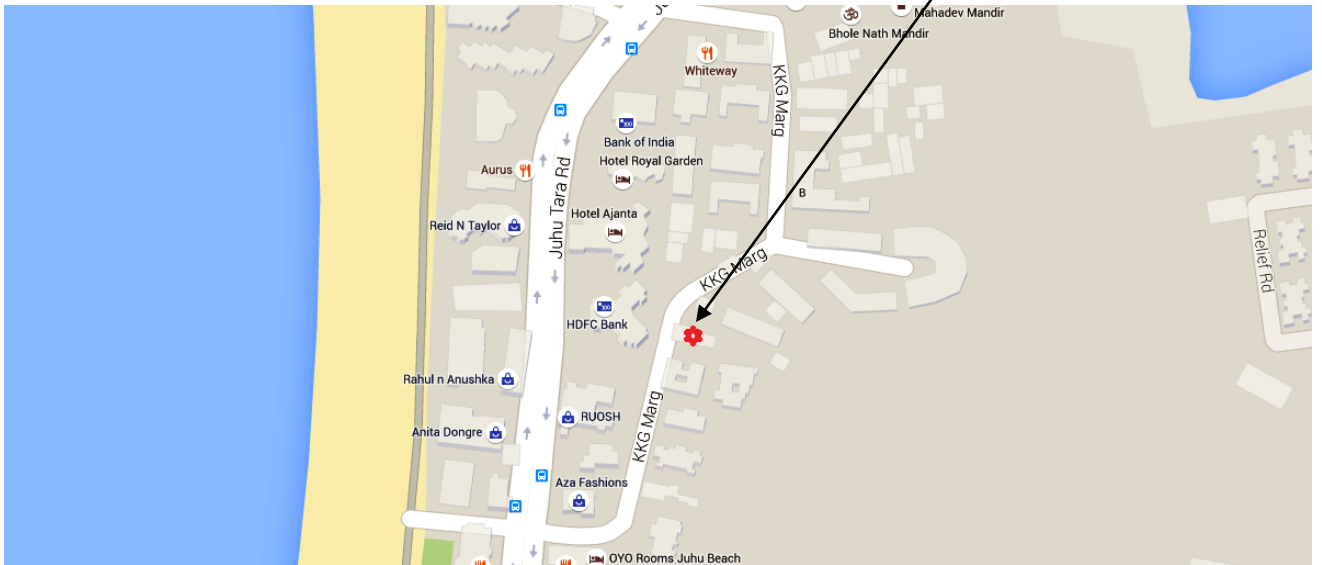 Mahadev Mandir
Bhole Nath Mandir
Whiteway
KKG Marg
Bank of India
Hotel Royal Garden
Aurus
Juhu Tara Rd
B
Hotel Ajanta
Reid N Taylor
KKG Marg
Relief Rd
HDFC Bank
Rahul n Anushka
RUOSH
KKG Marg
Anita Dongre
Aza Fashions
OYO Rooms Juhu Beach